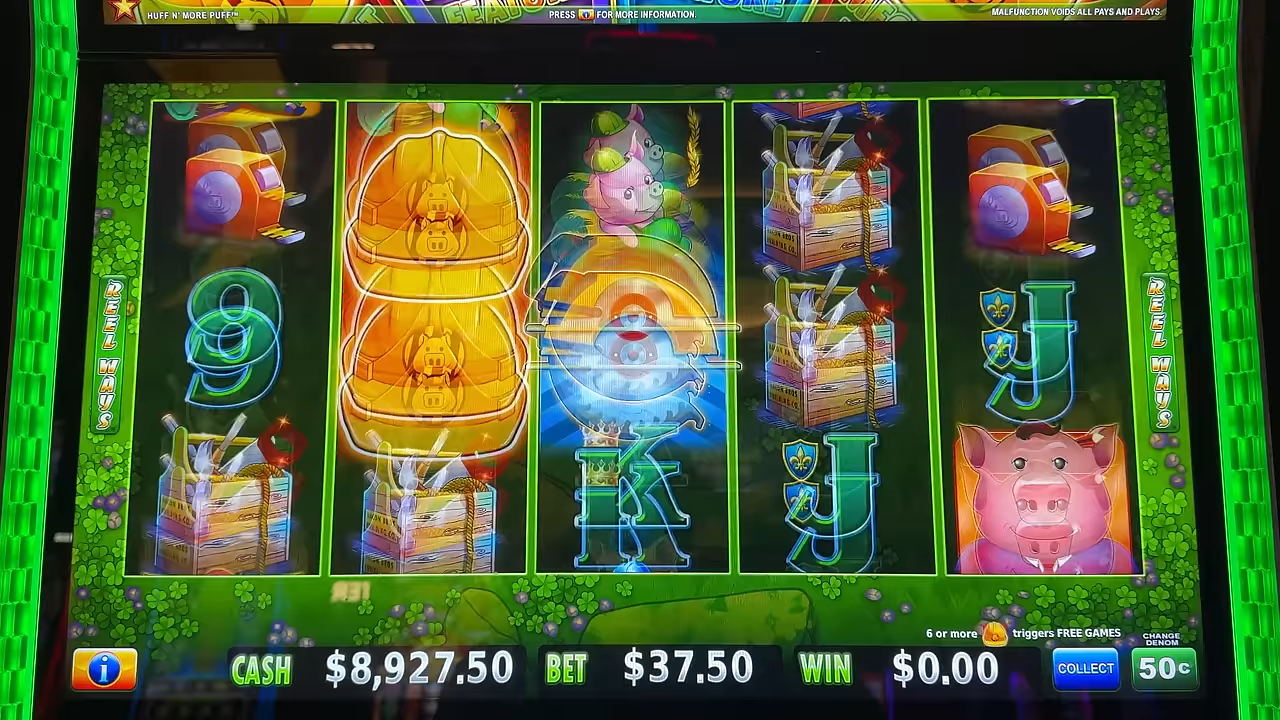 HUFF N' MORE PUFF™
PRESS i FOR MORE INFORMATION.
MALFUNCTION VOIDS ALL PAYS AND PLAYS
REEL WAYS
REEL WAYS
9
K
J
J
6 or more triggers FREE GAMES
CHANGE DENOM
i
CASH $8,927.50 BET $37.50 WIN $0.00 COLLECT 50¢